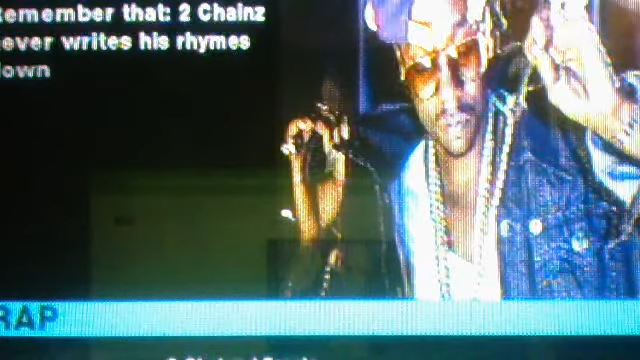 emember that: 2 Chainz
ever writes his rhymes
own
RAP